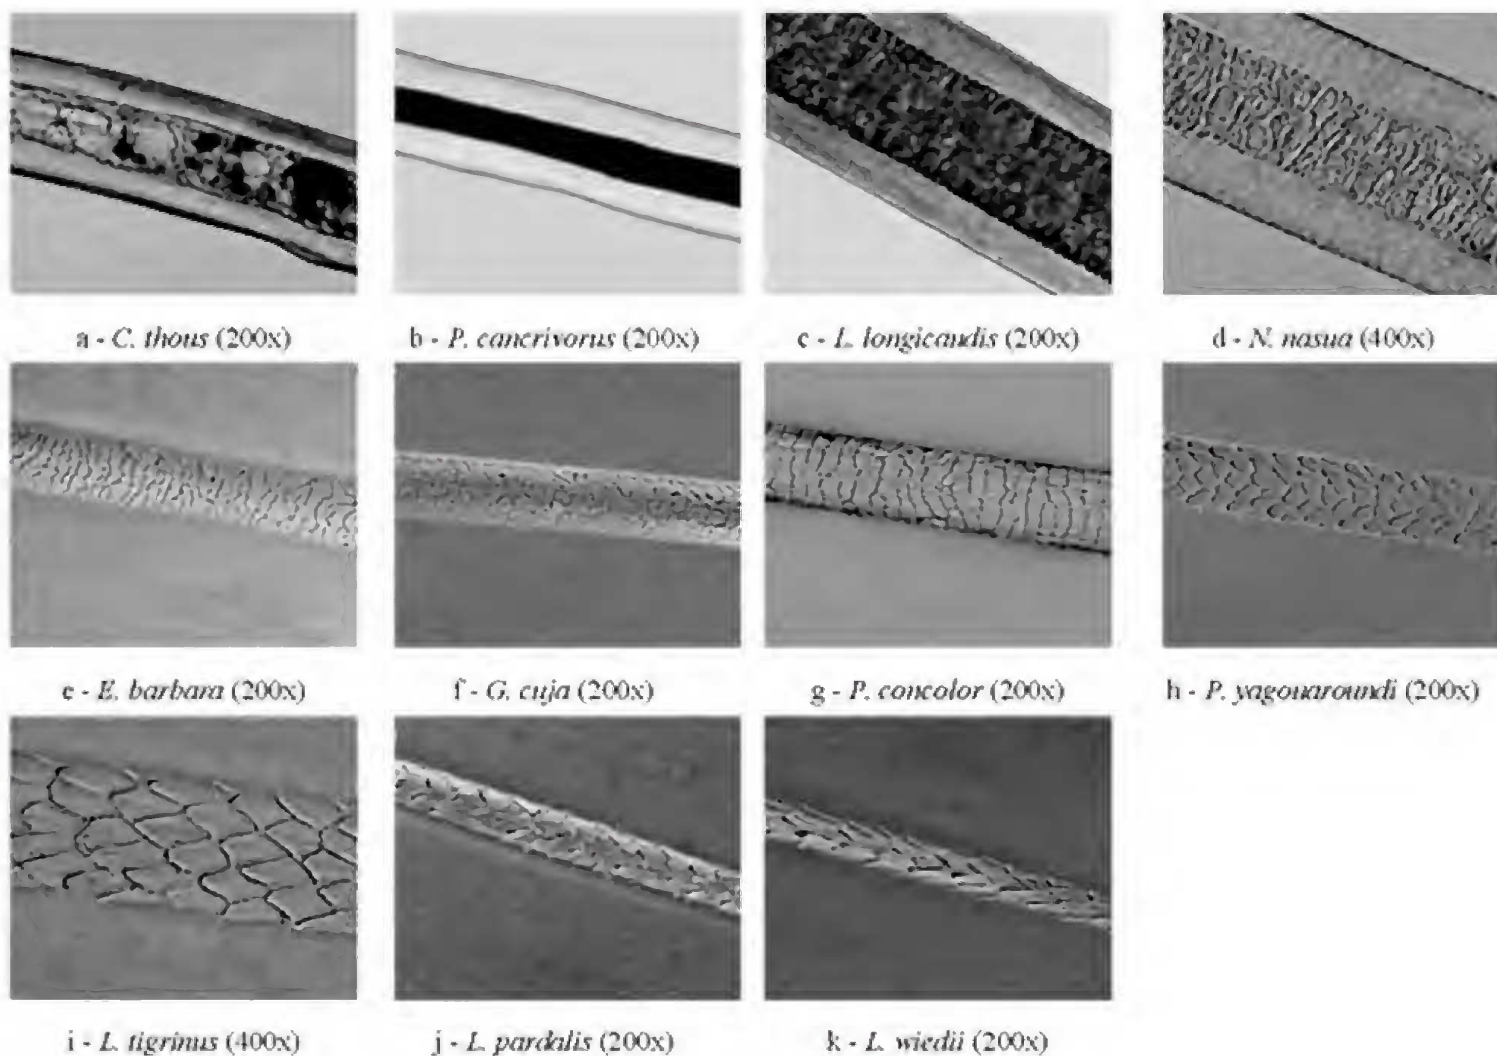 a - C. thous (200x)
b - P. cancrivorus (200x)
c - L. longicaudis (200x)
d - N. nasua (400x)
e - E. barbara (200x)
f - G. cuja (200x)
g - P. concolor (200x)
h - P. yagouaroundi (200x)
i - L. tigrinus (400x)
j - L. pardalis (200x)
k - L. wiedii (200x)